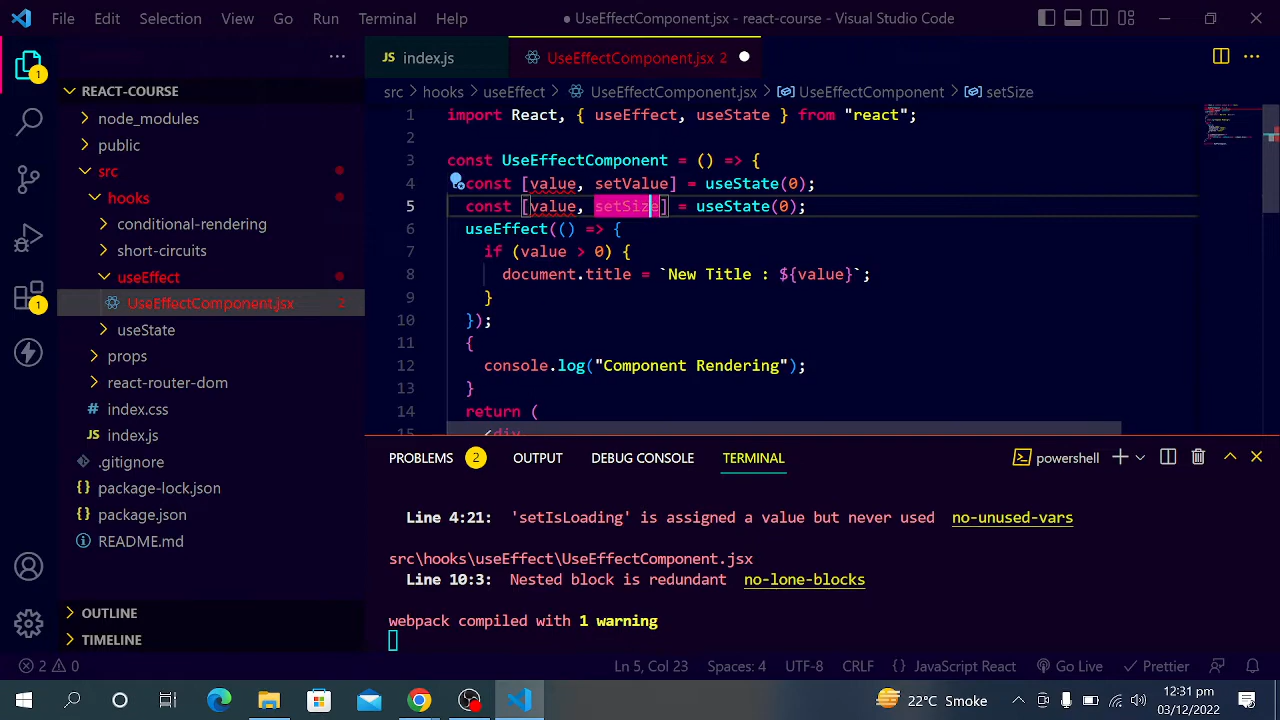 File Edit Selection View Go Run Terminal Help ● UseEffectComponent.jsx - react-course - Visual Studio Code
1 ··· JS index.js UseEffectComponent.jsx 2
REACT-COURSE
src > hooks > useEffect > UseEffectComponent.jsx > UseEffectComponent > setSize
node_modules
public
src
hooks
conditional-rendering
short-circuits
useEffect
UseEffectComponent.jsx 2
useState
props
react-router-dom
# index.css
JS index.js
.gitignore
{} package-lock.json
{} package.json
README.md
OUTLINE
TIMELINE
1
1 import React, { useEffect, useState } from "react";
2
3 const UseEffectComponent = () => {
4 const [value, setValue] = useState(0);
5 const [value, setSize] = useState(0);
6 useEffect(() => {
7 if (value > 0) {
8 document.title = `New Title : ${value}`;
9 }
10 });
11 {
12 console.log("Component Rendering");
13 }
14 return (
15 <div
PROBLEMS 2 OUTPUT DEBUG CONSOLE TERMINAL powershell
Line 4:21: 'setIsLoading' is assigned a value but never used no-unused-vars
src\hooks\useEffect\UseEffectComponent.jsx
Line 10:3: Nested block is redundant no-lone-blocks
webpack compiled with 1 warning
2 0 Ln 5, Col 23 Spaces: 4 UTF-8 CRLF {} JavaScript React Go Live Prettier
22°C Smoke 12:31 pm
03/12/2022